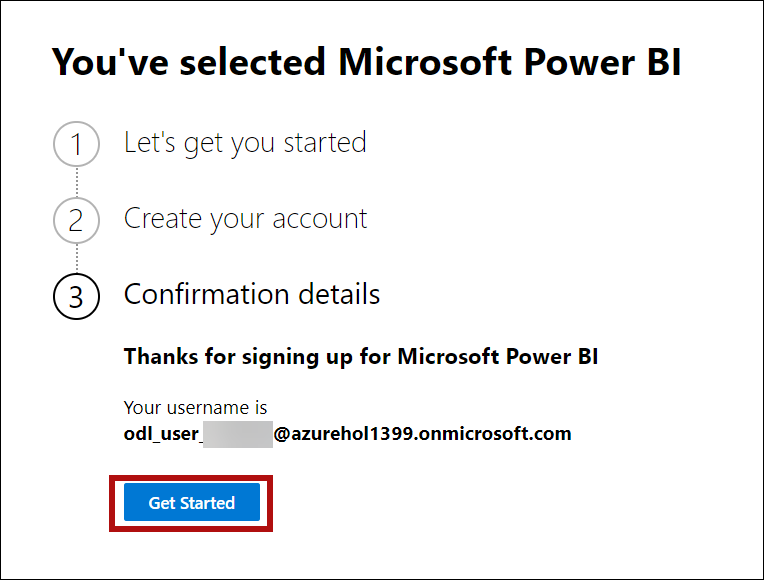 You've selected Microsoft Power BI
1 Let's get you started
2 Create your account
3 Confirmation details
Thanks for signing up for Microsoft Power BI
Your username is
odl_user_ @azurehol1399.onmicrosoft.com
Get Started